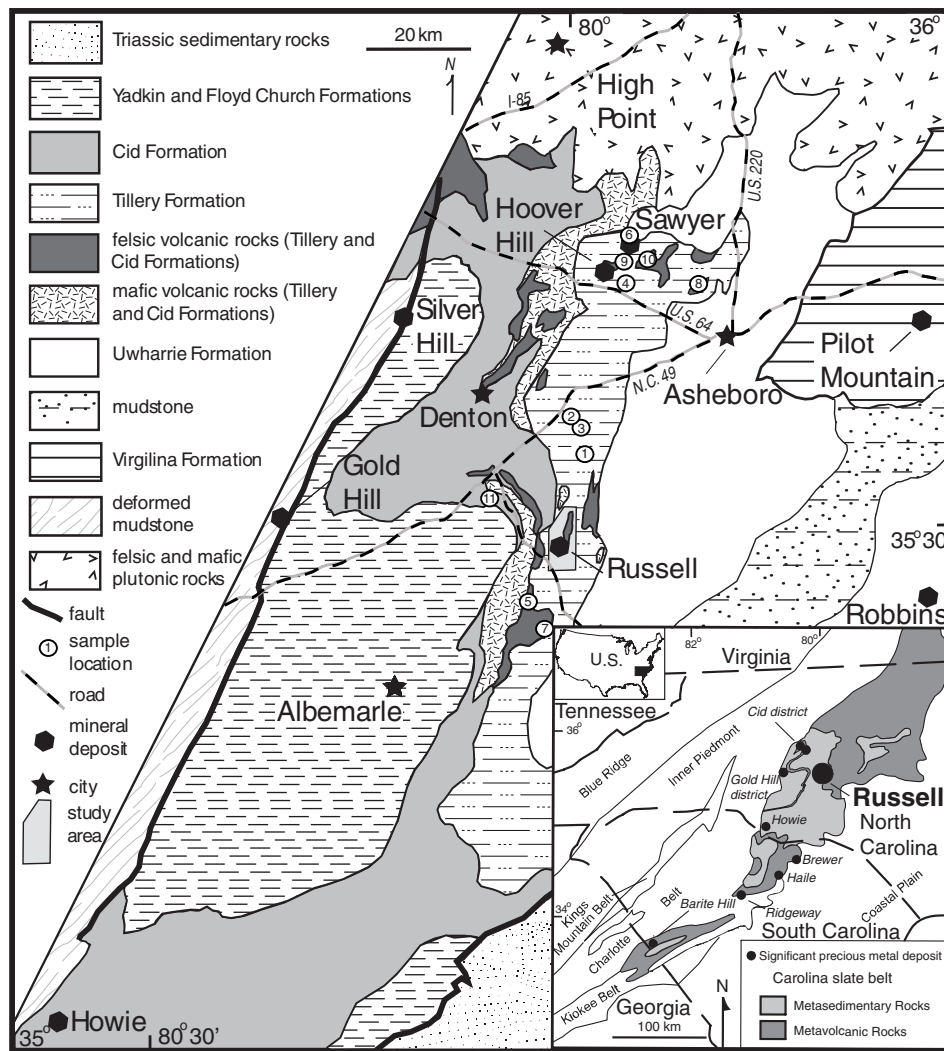 Triassic sedimentary rocks
Yadkin and Floyd Church Formations
Cid Formation
Tillery Formation
felsic volcanic rocks (Tillery and
Cid Formations)
mafic volcanic rocks (Tillery
and Cid Formations)
Uwharrie Formation
mudstone
Virgilina Formation
deformed
mudstone
felsic and mafic
plutonic rocks
fault
1
sample
location
road
mineral
deposit
city
study
area
20 km
N
80°
36°
I-85
High
Point
U.S. 220
Hoover
Hill
Sawyer
6
9
10
4
8
Silver
Hill
U.S. 64
Pilot
Mountain
N.C. 49
Asheboro
Denton
2
3
1
Gold
Hill
11
35° 30'
Russell
5
7
Robbins
Albemarle
Howie
35°
80° 30'
U.S.
82°
80°
Virginia
Tennessee
36°
Cid district
Blue Ridge
Inner Piedmont
Gold Hill
district
Russell
North
Carolina
Howie
Brewer
Haile
Coastal Plain
Barite Hill
Ridgeway
34°
Kings
Mountain Belt
Charlotte
Belt
South Carolina
Kiokee Belt
Georgia
100 km
N
Significant precious metal deposit
Carolina slate belt
Metasedimentary Rocks
Metavolcanic Rocks